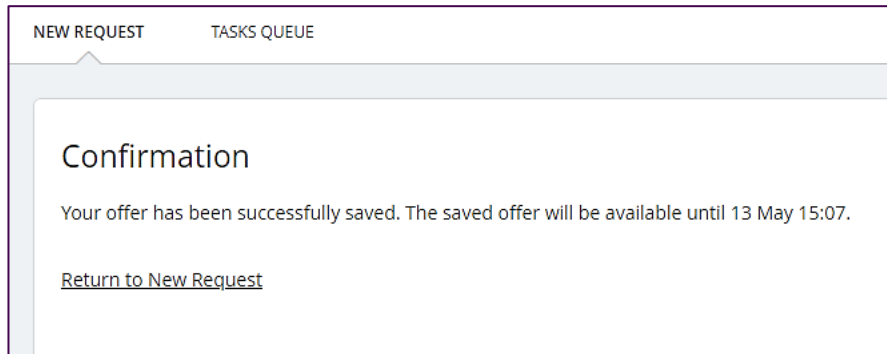 NEW REQUEST TASKS QUEUE
Confirmation
Your offer has been successfully saved. The saved offer will be available until 13 May 15:07.
Return to New Request